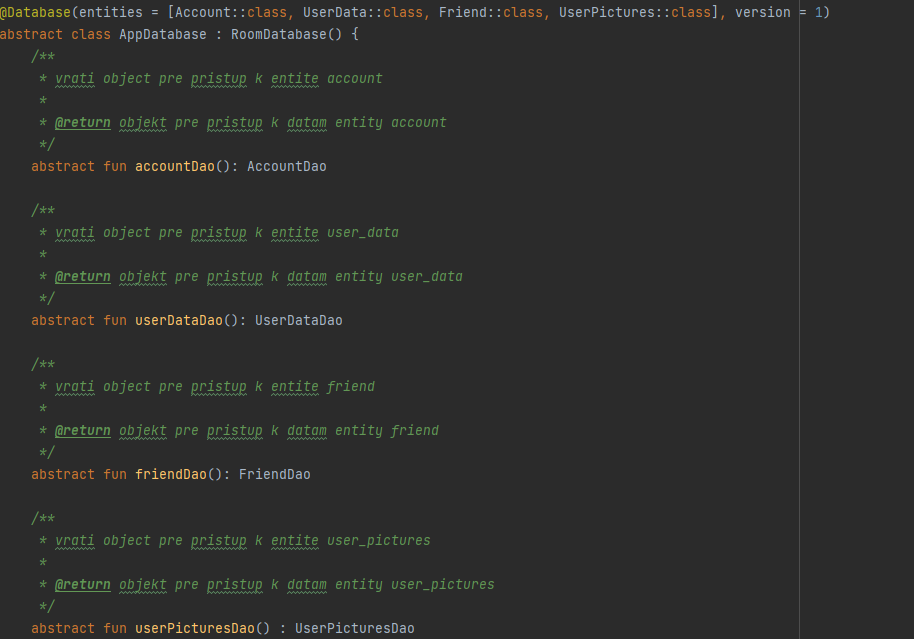 @Database(entities = [Account::class, UserData::class, Friend::class, UserPictures::class], version = 1)
abstract class AppDatabase : RoomDatabase() {
/**
* vrati object pre pristup k entite account
*
* @return objekt pre pristup k datam entity account
*/
abstract fun accountDao(): AccountDao
/**
* vrati object pre pristup k entite user_data
*
* @return objekt pre pristup k datam entity user_data
*/
abstract fun userDataDao(): UserDataDao
/**
* vrati object pre pristup k entite friend
*
* @return objekt pre pristup k datam entity friend
*/
abstract fun friendDao(): FriendDao
/**
* vrati object pre pristup k entite user_pictures
*
* @return objekt pre pristup k datam entity user_pictures
*/
abstract fun userPicturesDao() : UserPicturesDao